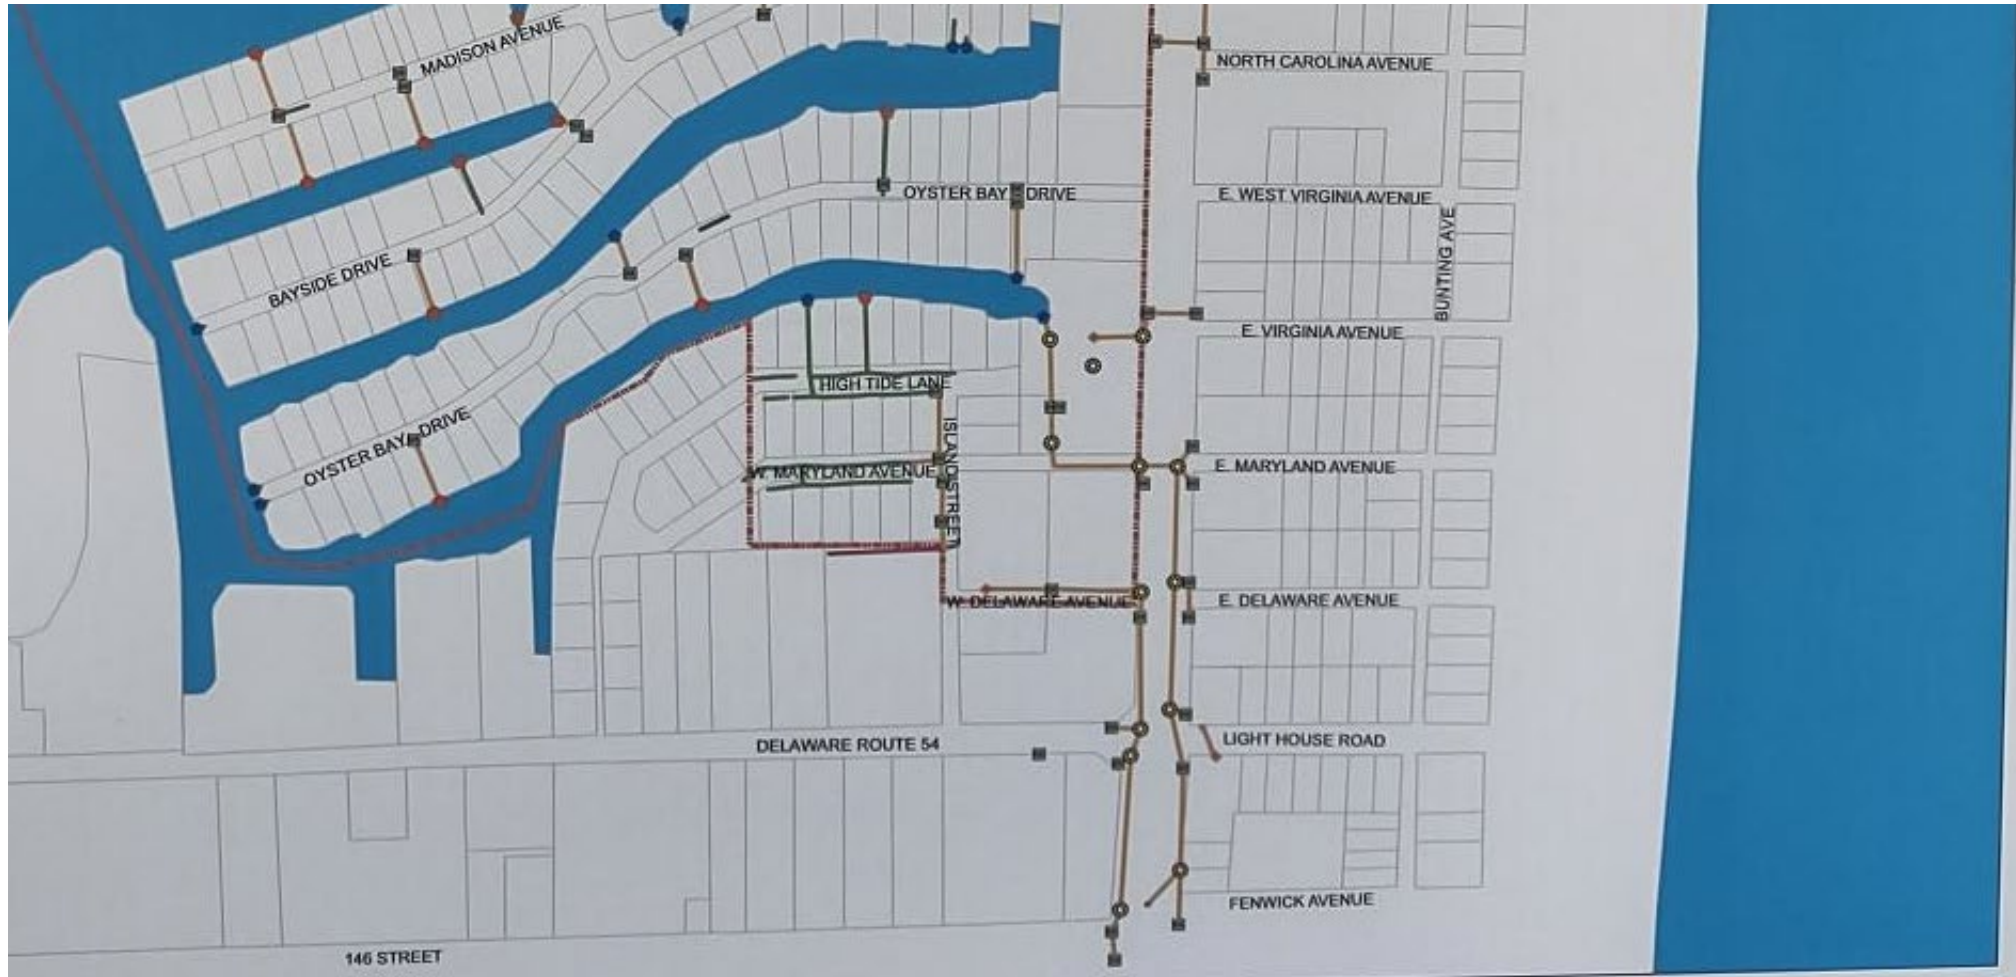 MADISON AVENUE
NORTH CAROLINA AVENUE
OYSTER BAY DRIVE
E. WEST VIRGINIA AVENUE
BUNTING AVE
BAYSIDE DRIVE
E. VIRGINIA AVENUE
HIGH TIDE LANE
OYSTER BAY DRIVE
ISLAND STREET
W. MARYLAND AVENUE
E. MARYLAND AVENUE
W. DELAWARE AVENUE
E. DELAWARE AVENUE
DELAWARE ROUTE 54
LIGHT HOUSE ROAD
FENWICK AVENUE
146 STREET